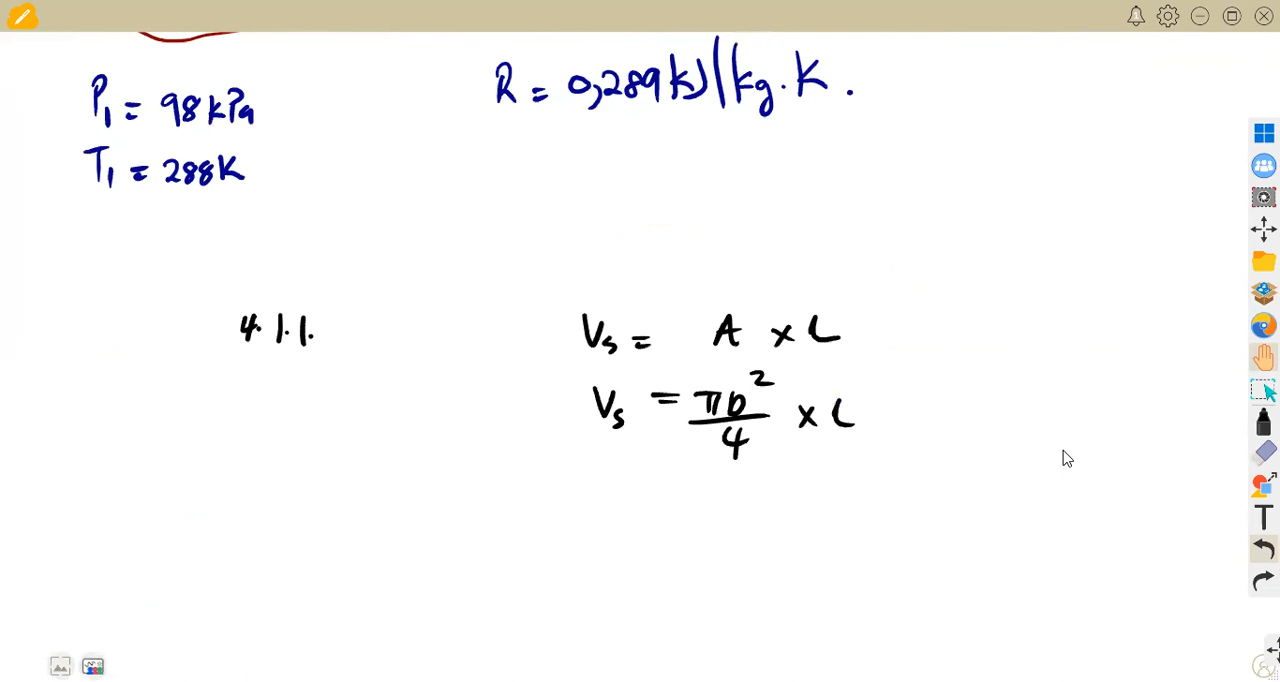 P₁ = 98 kPa
R = 0,289 kJ/kg.K.
T₁ = 288K
4.1.1.
Vs = A × L
Vs = πD²/4 × L